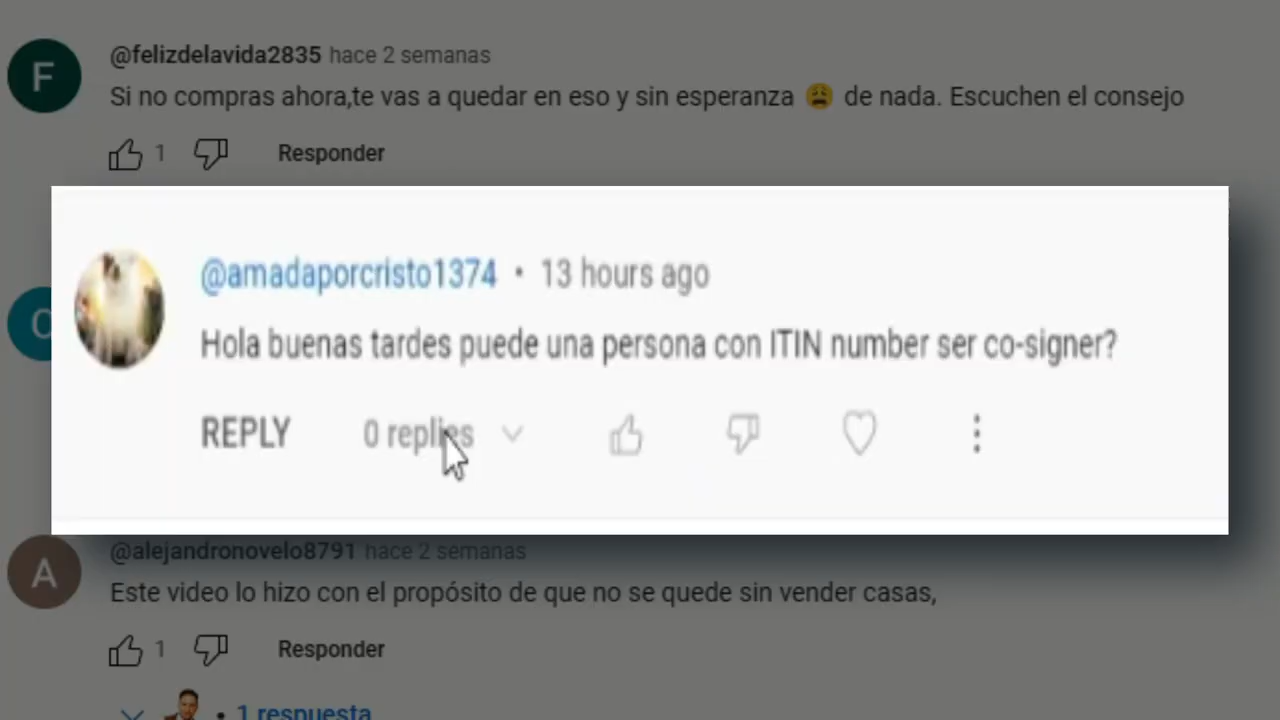 F
@felizdelavida2835 hace 2 semanas
Si no compras ahora,te vas a quedar en eso y sin esperanza 😩 de nada. Escuchen el consejo
1 Responder
@amadaporcristo1374 • 13 hours ago
Hola buenas tardes puede una persona con ITIN number ser co-signer?
REPLY 0 replies
A
@alejandronovelo8791 hace 2 semanas
Este video lo hizo con el propósito de que no se quede sin vender casas,
1 Responder
• 1 respuesta